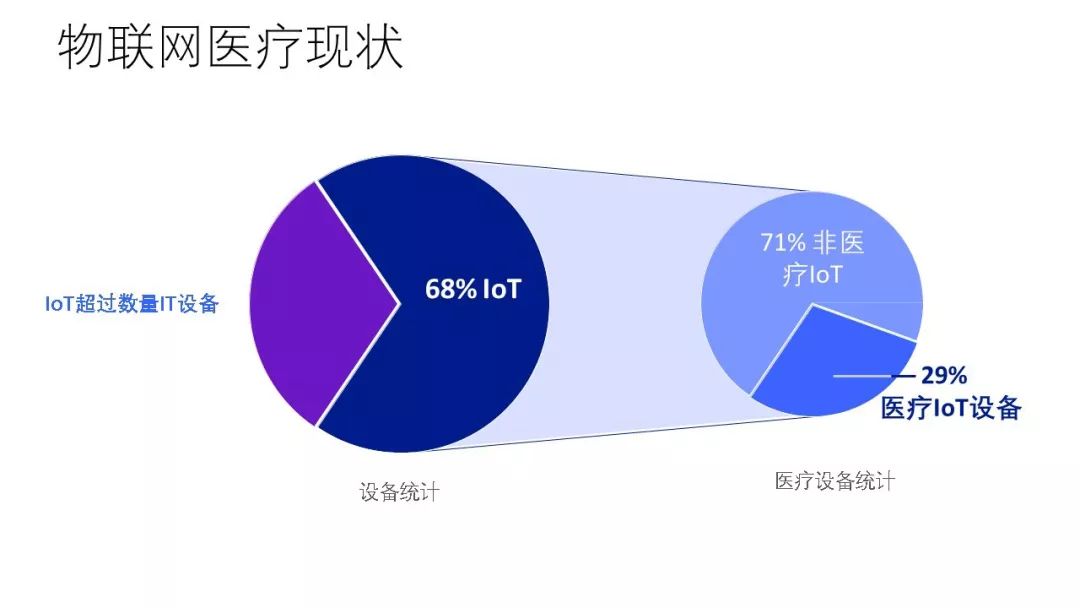 物联网医疗现状
IoT超过数量IT设备
68% IoT
71% 非医
疗IoT
29%
医疗IoT设备
设备统计
医疗设备统计